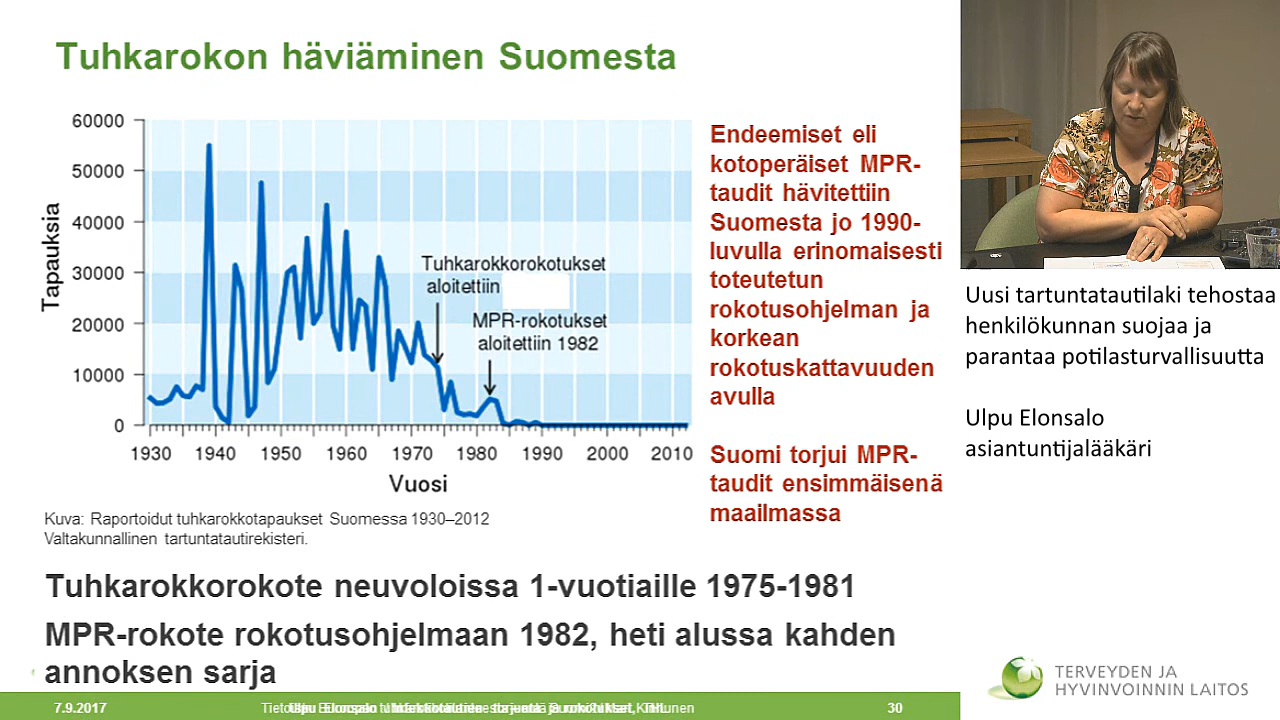 Tuhkarokon häviäminen Suomesta
60000
50000
40000
30000
20000
10000
0
Tapauksia
Tuhkarokkorokotukset
aloitettiin
MPR-rokotukset
aloitettiin 1982
1930 1940 1950 1960 1970 1980 1990 2000 2010
Vuosi
Kuva: Raportoidut tuhkarokkotapaukset Suomessa 1930–2012
Valtakunnallinen tartuntatautirekisteri.
Endeemiset eli
kotoperäiset MPR-
taudit hävitettiin
Suomesta jo 1990-
luvulla erinomaisesti
toteutetun
rokotusohjelman ja
korkean
rokotuskattavuuden
avulla
Suomi torjui MPR-
taudit ensimmäisenä
maailmassa
Tuhkarokkorokote neuvoloissa 1-vuotiaille 1975-1981
MPR-rokote rokotusohjelmaan 1982, heti alussa kahden
annoksen sarja
7.9.2017
30
Uusi tartuntatautilaki tehostaa
henkilökunnan suojaa ja
parantaa potilasturvallisuutta
Ulpu Elonsalo
asiantuntijalääkäri
TERVEYDEN JA
HYVINVOINNIN LAITOS